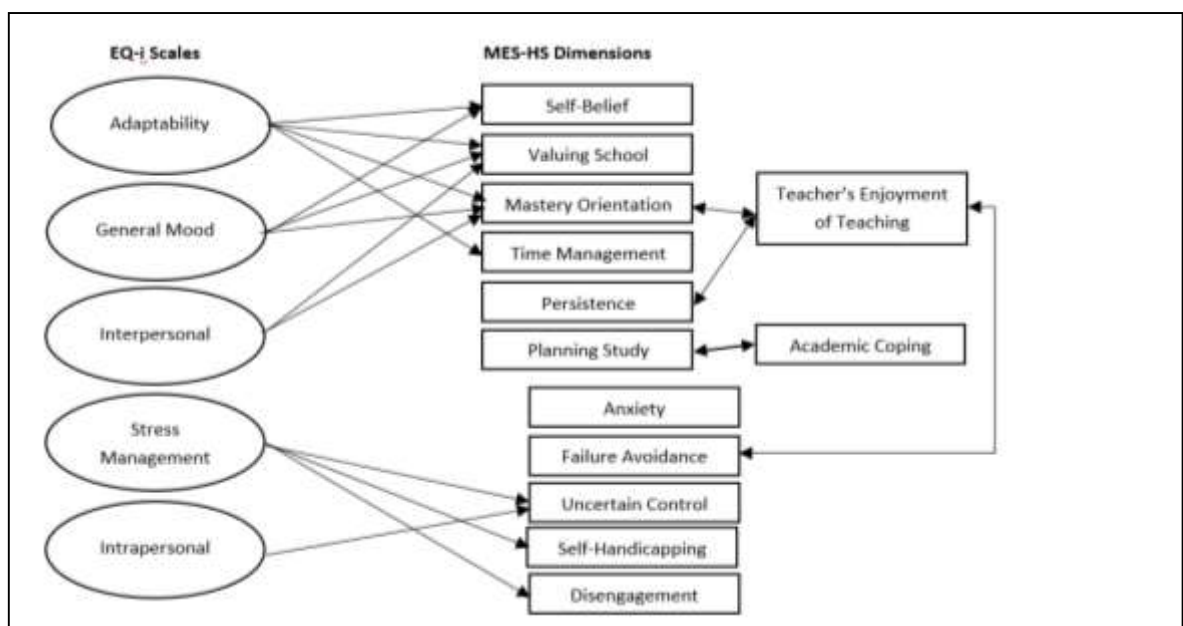 EQ-i Scales
MES-HS Dimensions
Adaptability
General Mood
Interpersonal
Stress
Management
Intrapersonal
Self-Belief
Valuing School
Mastery Orientation
Time Management
Persistence
Planning Study
Anxiety
Failure Avoidance
Uncertain Control
Self-Handicapping
Disengagement
Teacher's Enjoyment
of Teaching
Academic Coping